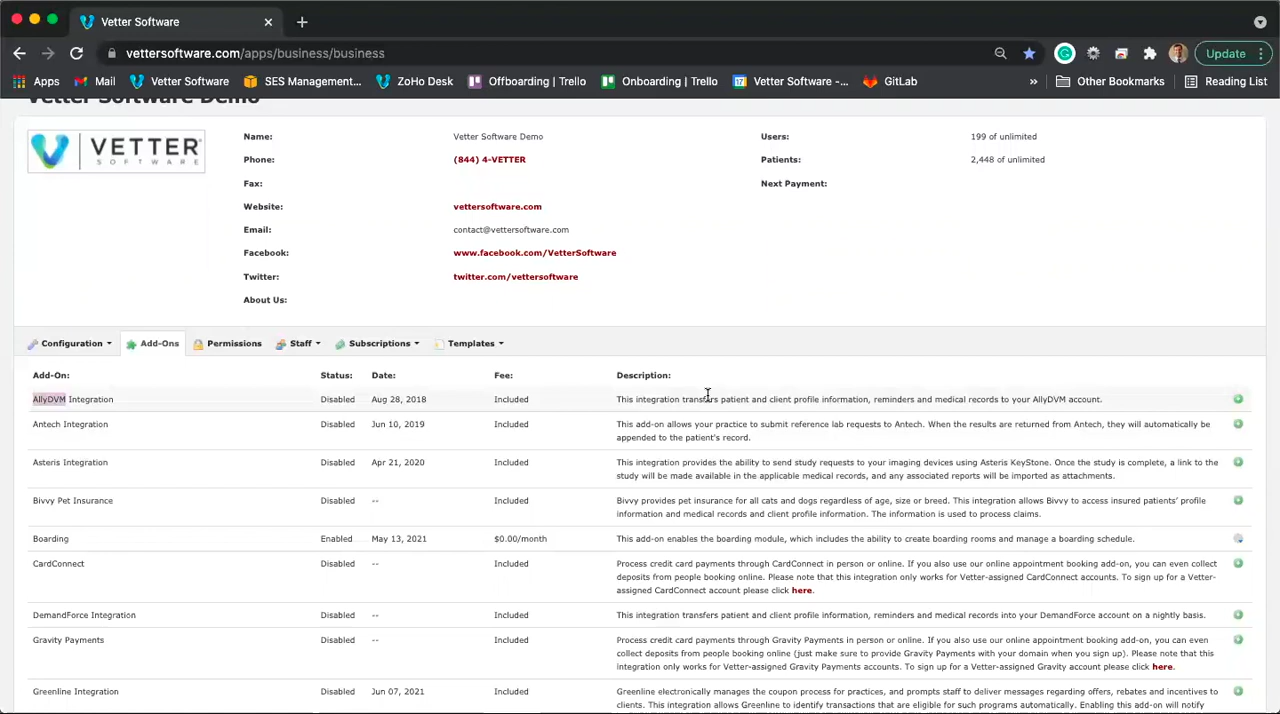 Vetter Software
vettersoftware.com/apps/business/business
Update
Apps Mail Vetter Software SES Management... ZoHo Desk Offboarding | Trello Onboarding | Trello Vetter Software -... GitLab » Other Bookmarks Reading List
Vetter Software Demo
VETTER
SOFTWARE
Name: Vetter Software Demo Users: 199 of unlimited
Phone: (844) 4-VETTER Patients: 2,448 of unlimited
Fax: Next Payment:
Website: vettersoftware.com
Email: contact@vettersoftware.com
Facebook: www.facebook.com/VetterSoftware
Twitter: twitter.com/vettersoftware
About Us:
Configuration Add-Ons Permissions Staff Subscriptions Templates
Add-On: Status: Date: Fee: Description:
AllyDVM Integration Disabled Aug 28, 2018 Included This integration transfers patient and client profile information, reminders and medical records to your AllyDVM account.
Antech Integration Disabled Jun 10, 2019 Included This add-on allows your practice to submit reference lab requests to Antech. When the results are returned from Antech, they will automatically be
appended to the patient's record.
Asteris Integration Disabled Apr 21, 2020 Included This integration provides the ability to send study requests to your imaging devices using Asteris KeyStone. Once the study is complete, a link to the
study will be made available in the applicable medical records, and any associated reports will be imported as attachments.
Bivvy Pet Insurance Disabled -- Included Bivvy provides pet insurance for all cats and dogs regardless of age, size or breed. This integration allows Bivvy to access insured patients' profile
information and medical records and client profile information. The information is used to process claims.
Boarding Enabled May 13, 2021 $0.00/month This add-on enables the boarding module, which includes the ability to create boarding rooms and manage a boarding schedule.
CardConnect Disabled -- Included Process credit card payments through CardConnect in person or online. If you also use our online appointment booking add-on, you can even collect
deposits from people booking online. Please note that this integration only works for Vetter-assigned CardConnect accounts. To sign up for a Vetter-
assigned CardConnect account please click here.
DemandForce Integration Disabled -- Included This integration transfers patient and client profile information, reminders and medical records into your DemandForce account on a nightly basis.
Gravity Payments Disabled -- Included Process credit card payments through Gravity Payments in person or online. If you also use our online appointment booking add-on, you can even
collect deposits from people booking online (just make sure to provide Gravity Payments with your domain when you sign up). Please note that this
integration only works for Vetter-assigned Gravity Payments accounts. To sign up for a Vetter-assigned Gravity account please click here.
Greenline Integration Disabled Jun 07, 2021 Included Greenline electronically manages the coupon process for practices, and prompts staff to deliver messages regarding offers, rebates and incentives to
clients. This integration allows Greenline to identify transactions that are eligible for such programs automatically. Enabling this add-on will notify